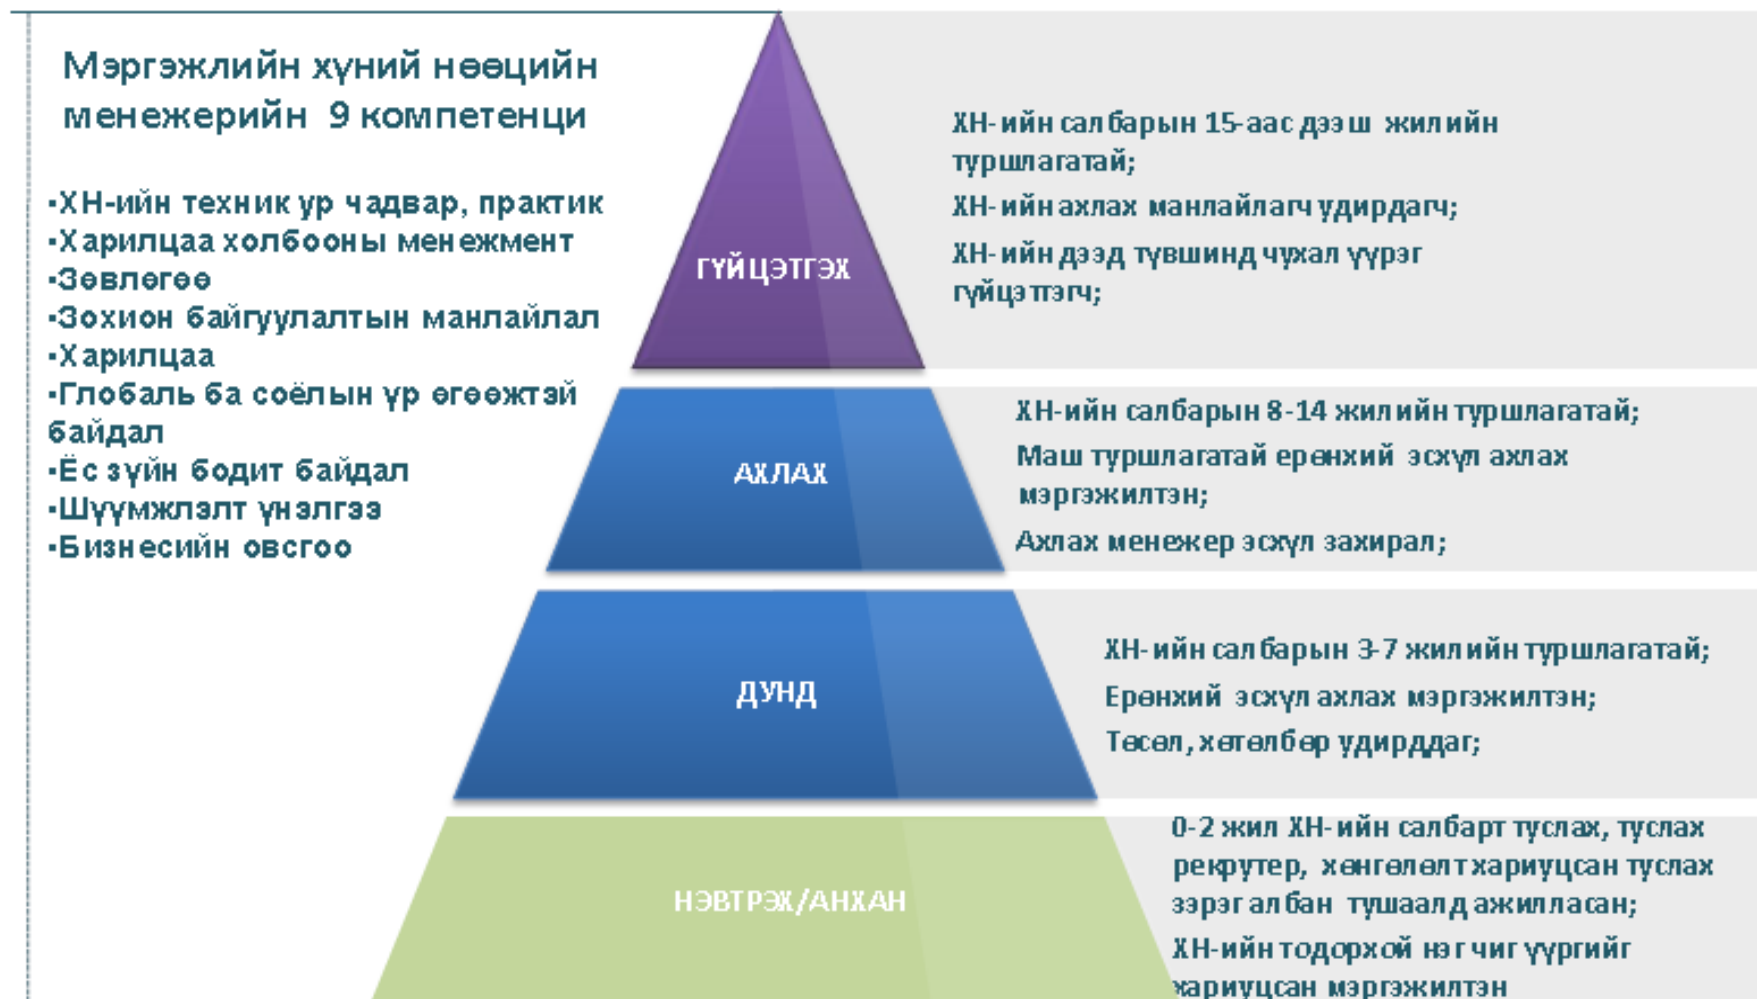 Мэргэжлийн хүний нөөцийн
менежерийн 9 компетенци
▪ХН-ийн техник ур чадвар, практик
▪Харилцаа холбооны менежмент
▪Зөвлөгөө
▪Зохион байгуулалтын манлайлал
▪Харилцаа
▪Глобаль ба соёлын үр өгөөжтэй
байдал
▪Ёс зүйн бодит байдал
▪Шүүмжлэлт үнэлгээ
▪Бизнесийн овсгоо
ГҮЙЦЭТГЭХ
ХН-ийн салбарын 15-аас дээш жилийн
туршлагатай;
ХН-ийн ахлах манлайлагч удирдагч;
ХН-ийн дээд түвшинд чухал үүрэг
гүйцэтгэгч;
АХЛАХ
ХН-ийн салбарын 8-14 жилийн туршлагатай;
Маш туршлагатай ерөнхий эсхүл ахлах
мэргэжилтэн;
Ахлах менежер эсхүл захирал;
ДУНД
ХН-ийн салбарын 3-7 жилийн туршлагатай;
Ерөнхий эсхүл ахлах мэргэжилтэн;
Төсөл, хөтөлбөр удирддаг;
НЭВТРЭХ/АНХАН
0-2 жил ХН-ийн салбарт туслах, туслах
рекрутер, хөнгөлөлт хариуцсан туслах
зэрэг албан тушаалд ажилласан;
ХН-ийн тодорхой нэг чиг үүргийг
хариуцсан мэргэжилтэн